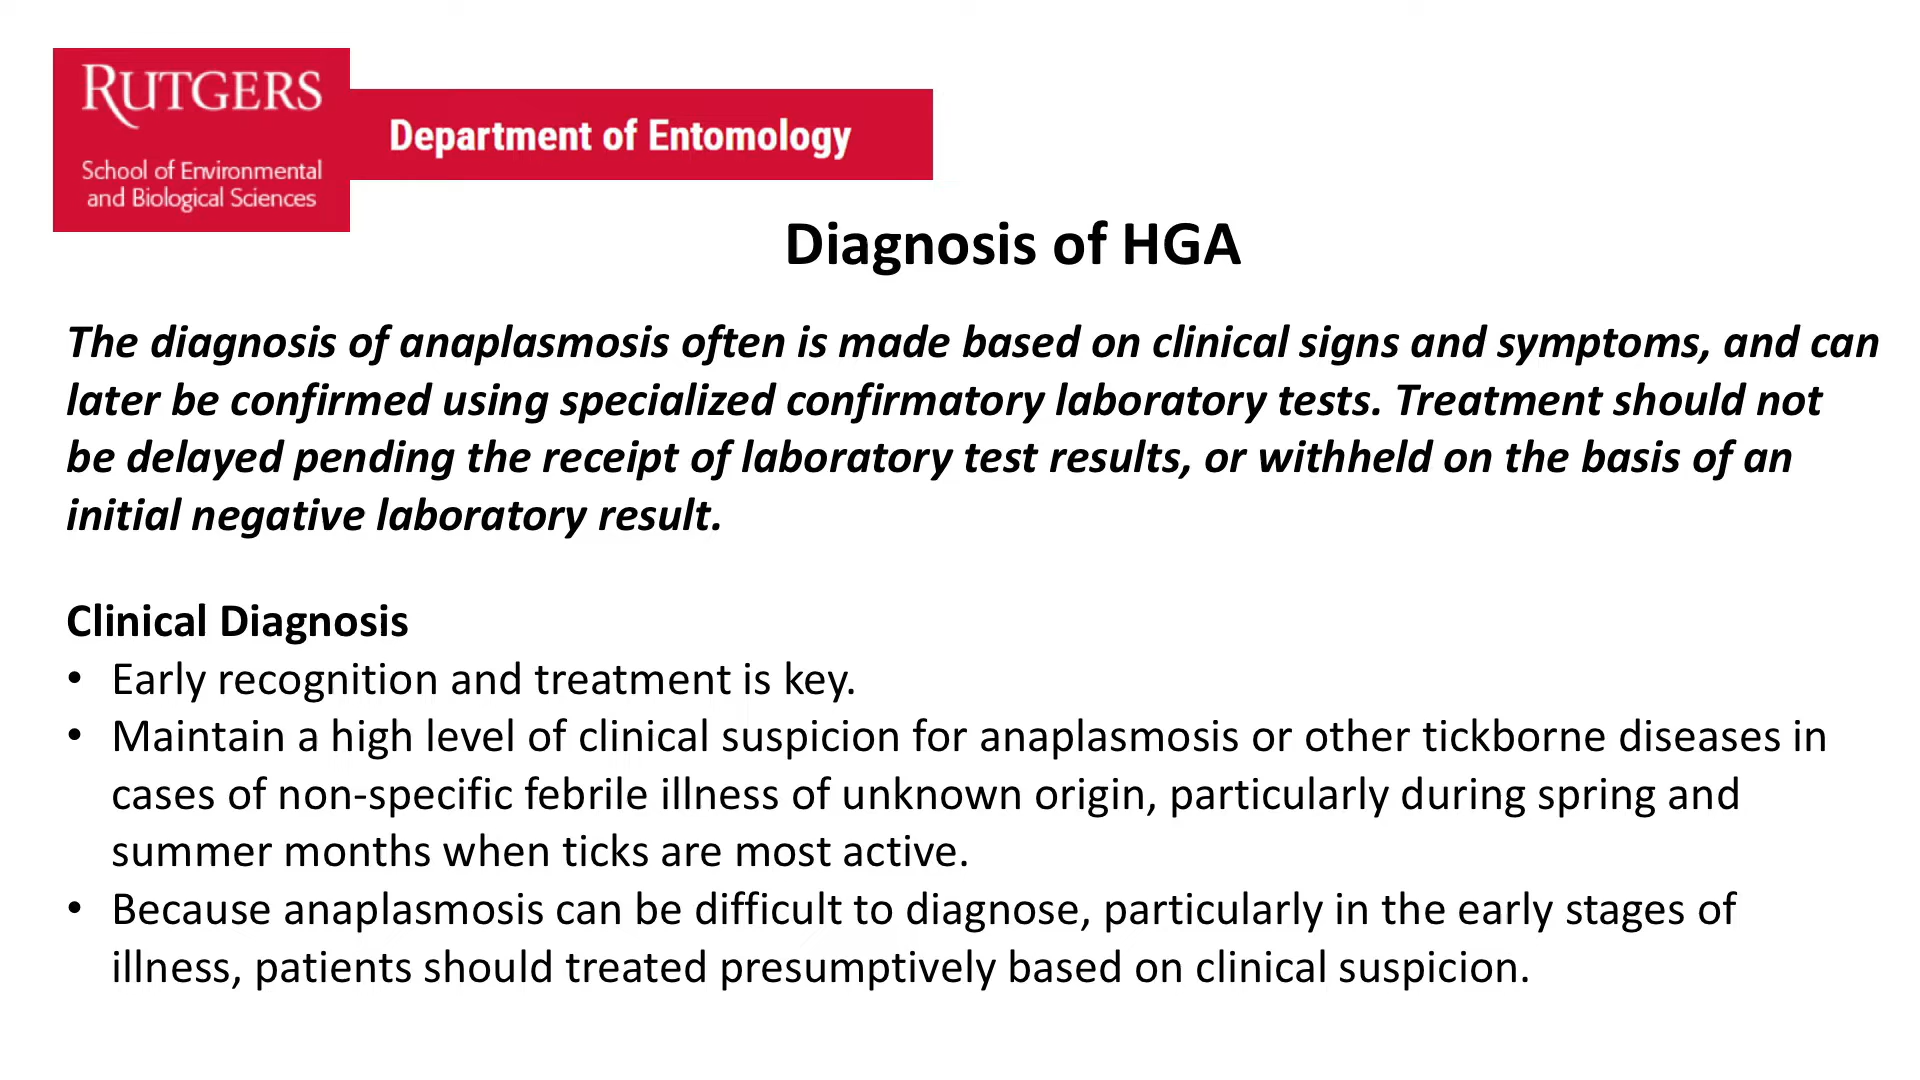 RUTGERS
School of Environmental
and Biological Sciences
Department of Entomology
Diagnosis of HGA
The diagnosis of anaplasmosis often is made based on clinical signs and symptoms, and can
later be confirmed using specialized confirmatory laboratory tests. Treatment should not
be delayed pending the receipt of laboratory test results, or withheld on the basis of an
initial negative laboratory result.
Clinical Diagnosis
• Early recognition and treatment is key.
• Maintain a high level of clinical suspicion for anaplasmosis or other tickborne diseases in
cases of non-specific febrile illness of unknown origin, particularly during spring and
summer months when ticks are most active.
• Because anaplasmosis can be difficult to diagnose, particularly in the early stages of
illness, patients should treated presumptively based on clinical suspicion.